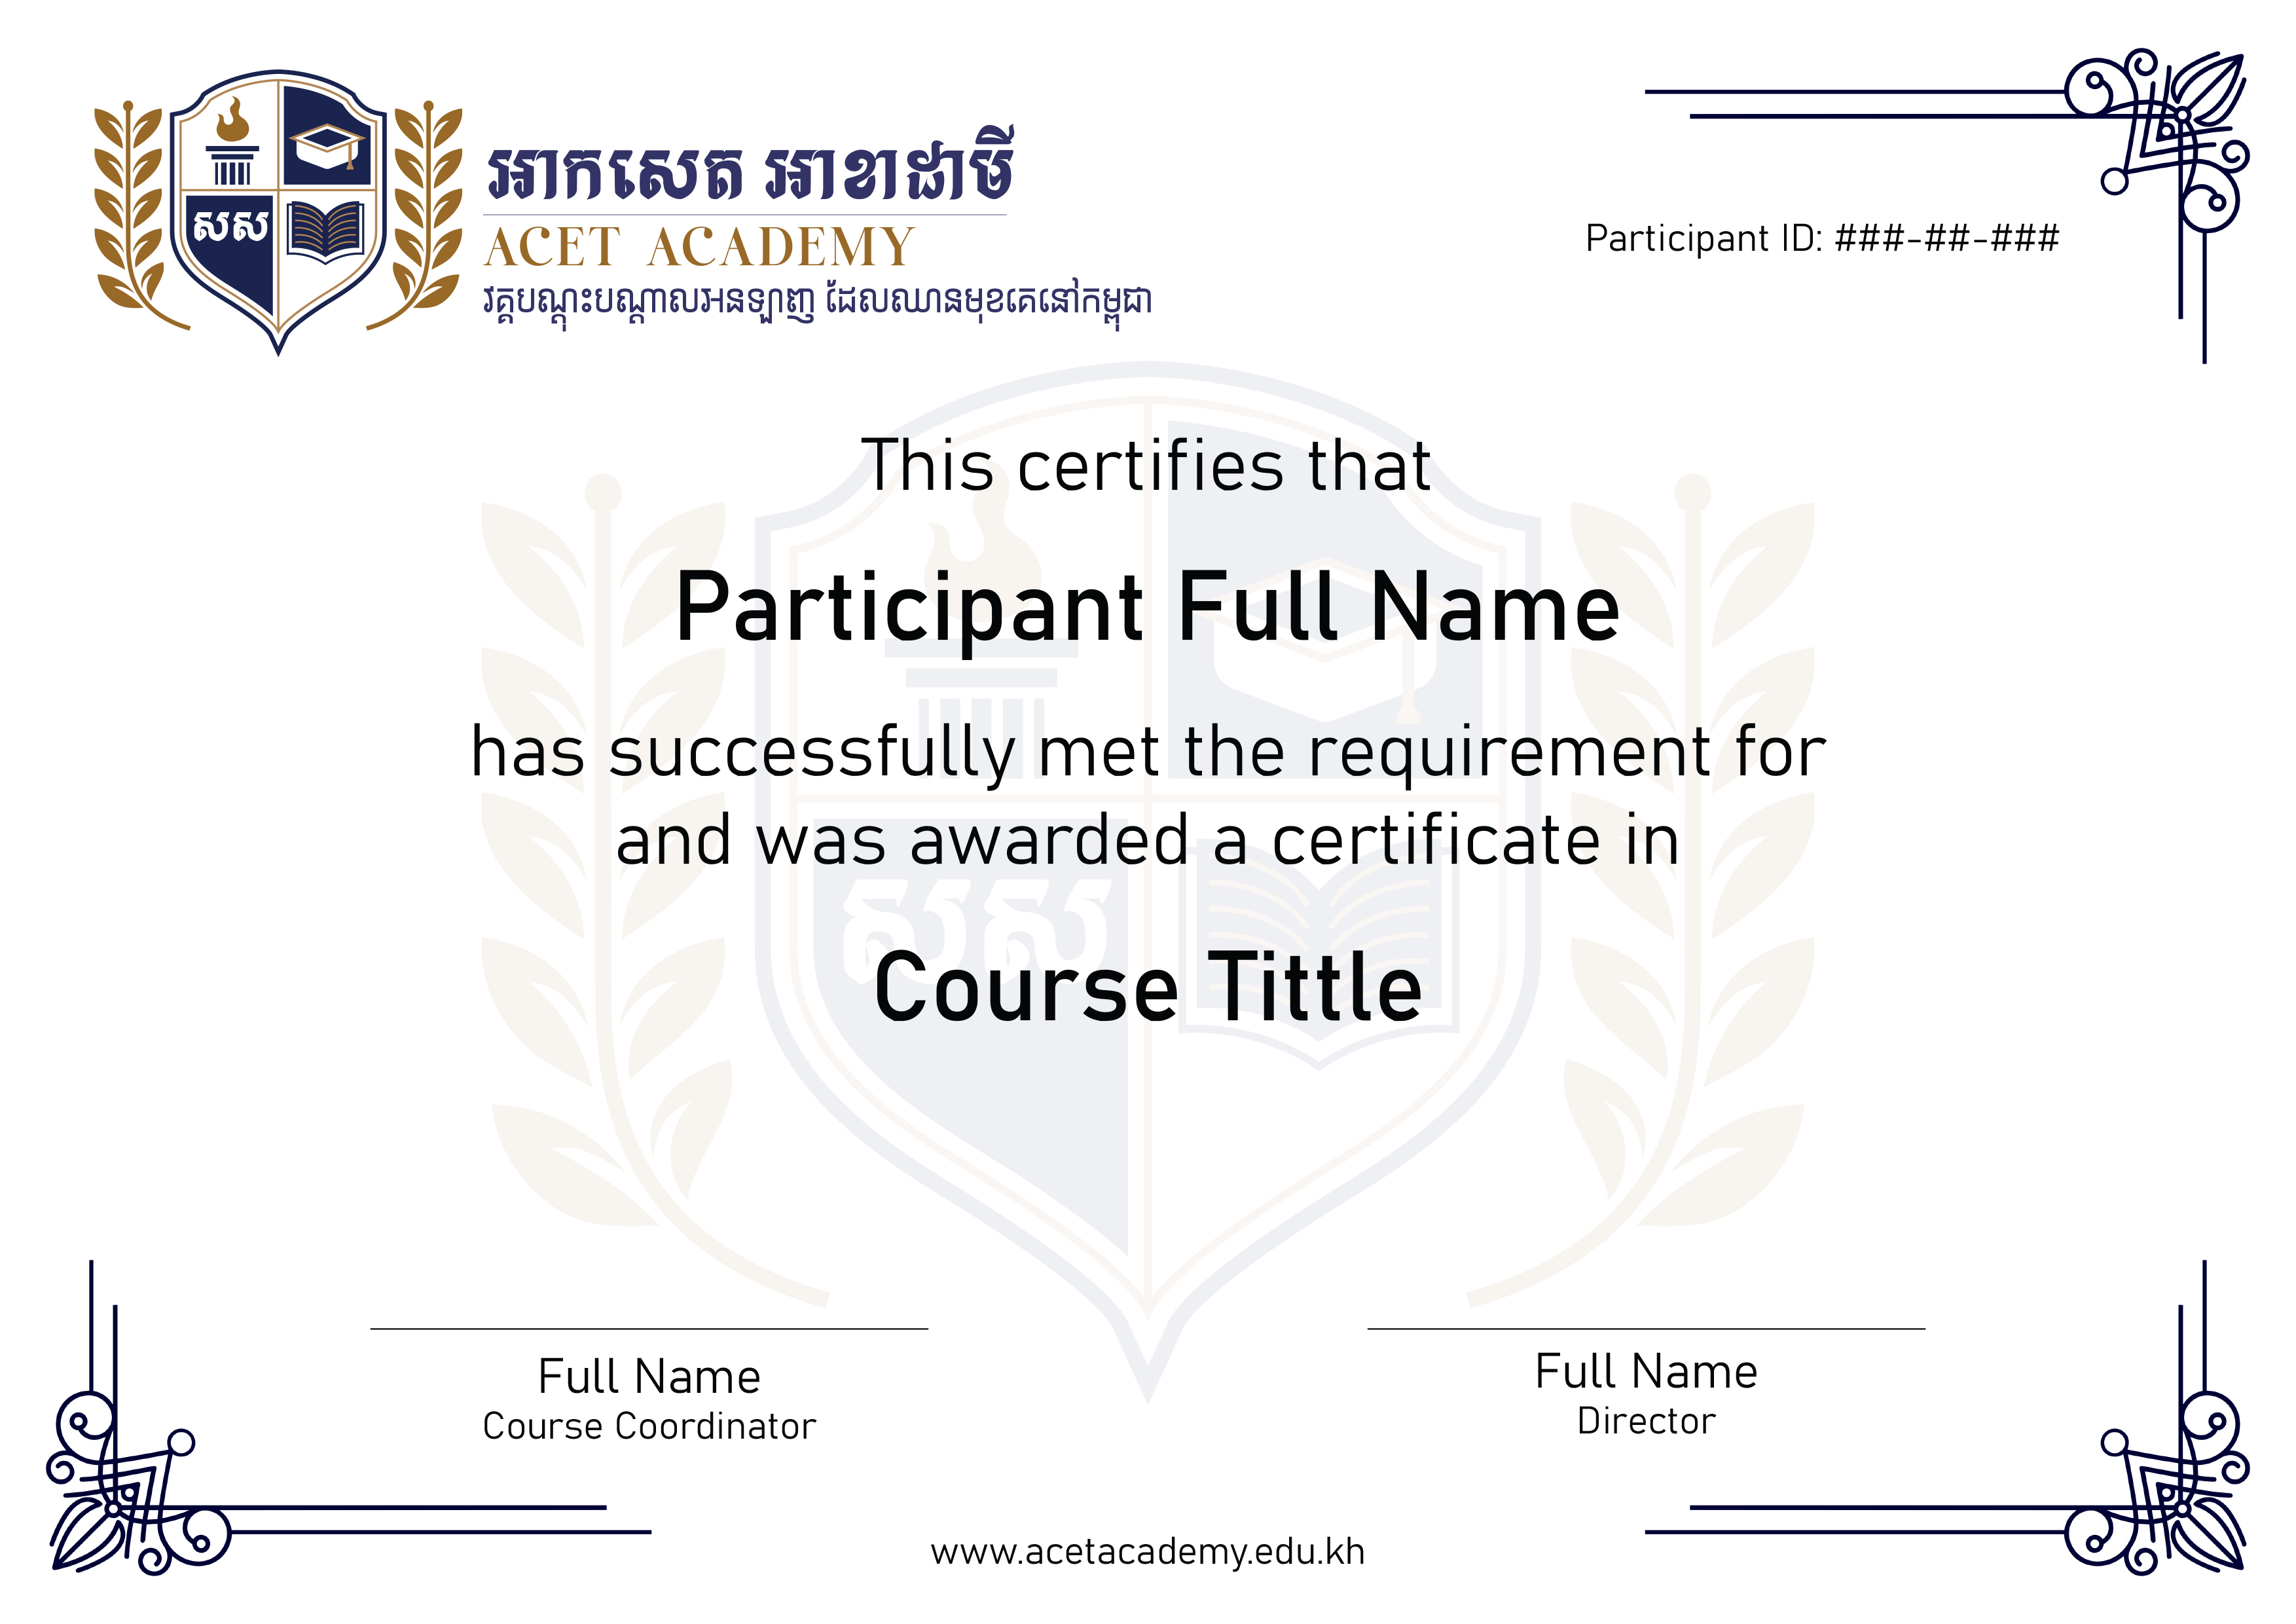 អាកសេត អាខាដាមី
ACET ACADEMY
វគ្គបណ្តុះបណ្តាលអនឡាញ ដែលឈានមុខគេនៅកម្ពុជា
សស
Participant ID: ###-##-###
This certifies that
Participant Full Name
has successfully met the requirement for
and was awarded a certificate in
សស
Course Tittle
Full Name
Course Coordinator
Full Name
Director
www.acetacademy.edu.kh